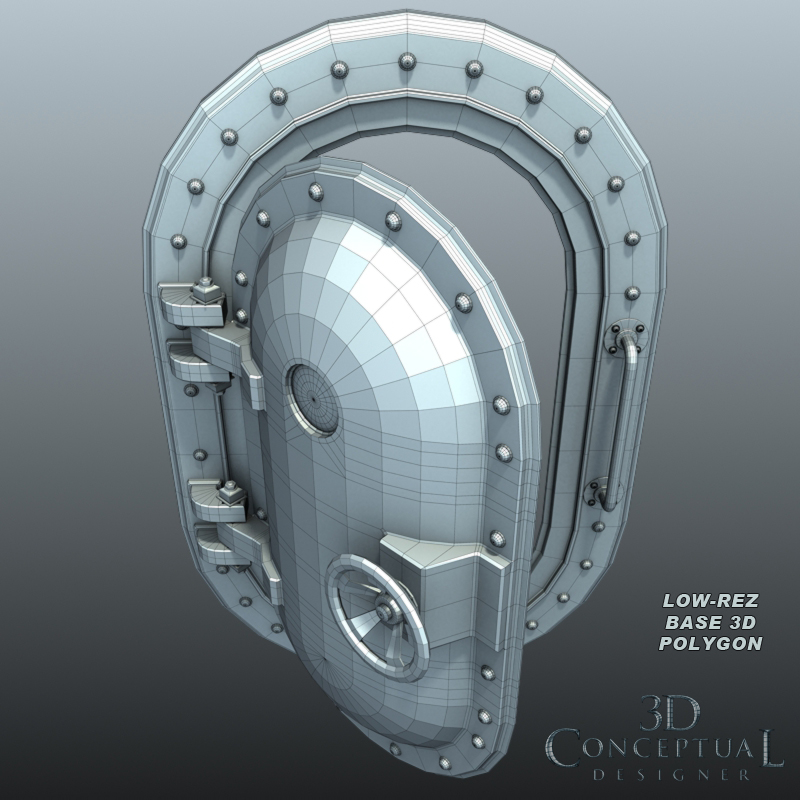 LOW-REZ
BASE 3D
POLYGON
3D
CONCEPTUAL
DESIGNER